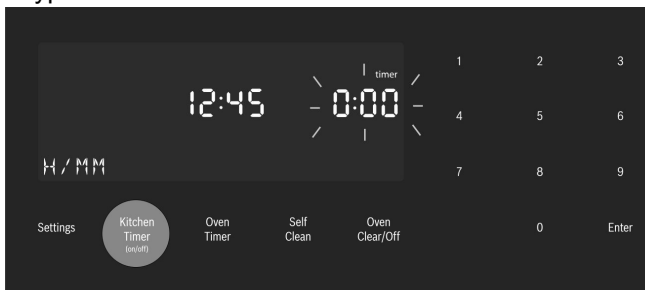 timer
12:45 0:00
H/MM
1 2 3
4 5 6
7 8 9
0 Enter
Settings
Kitchen
Timer
(on/off)
Oven
Timer
Self
Clean
Oven
Clear/Off